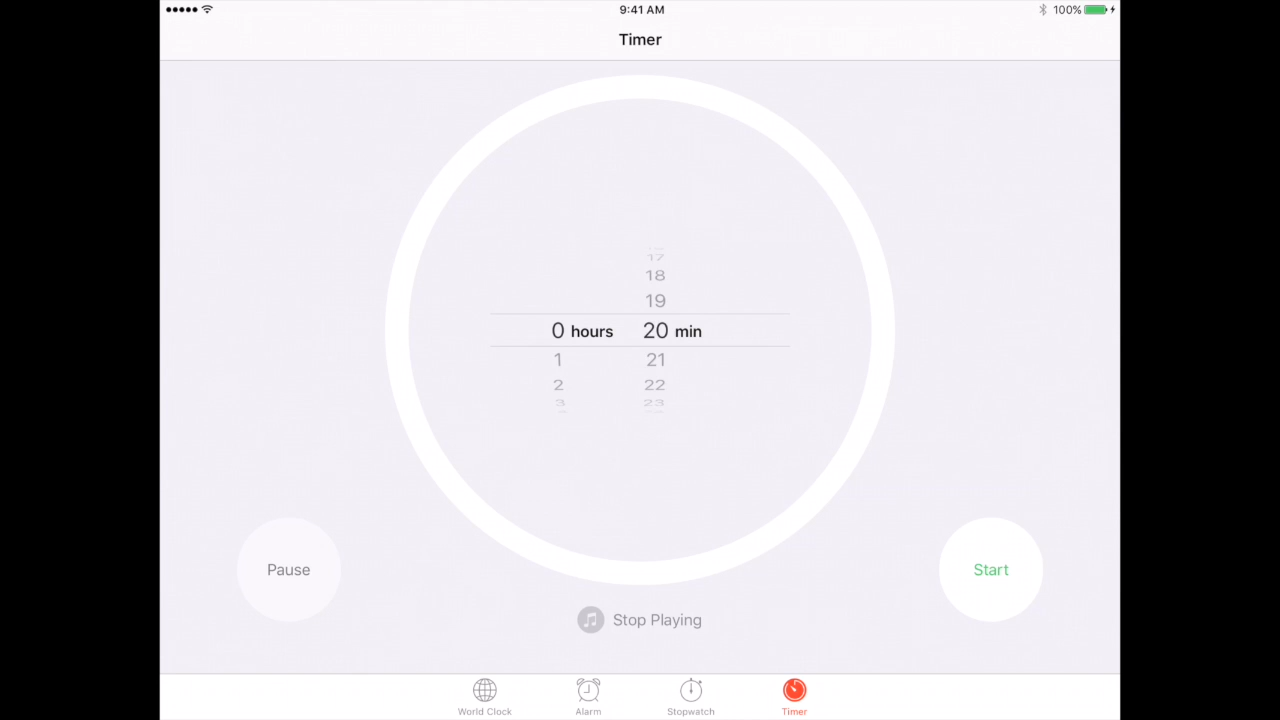 9:41 AM
100%
Timer
17
18
19
0 hours 20 min
1 21
2 22
3 23
Pause
Start
Stop Playing
World Clock Alarm Stopwatch Timer